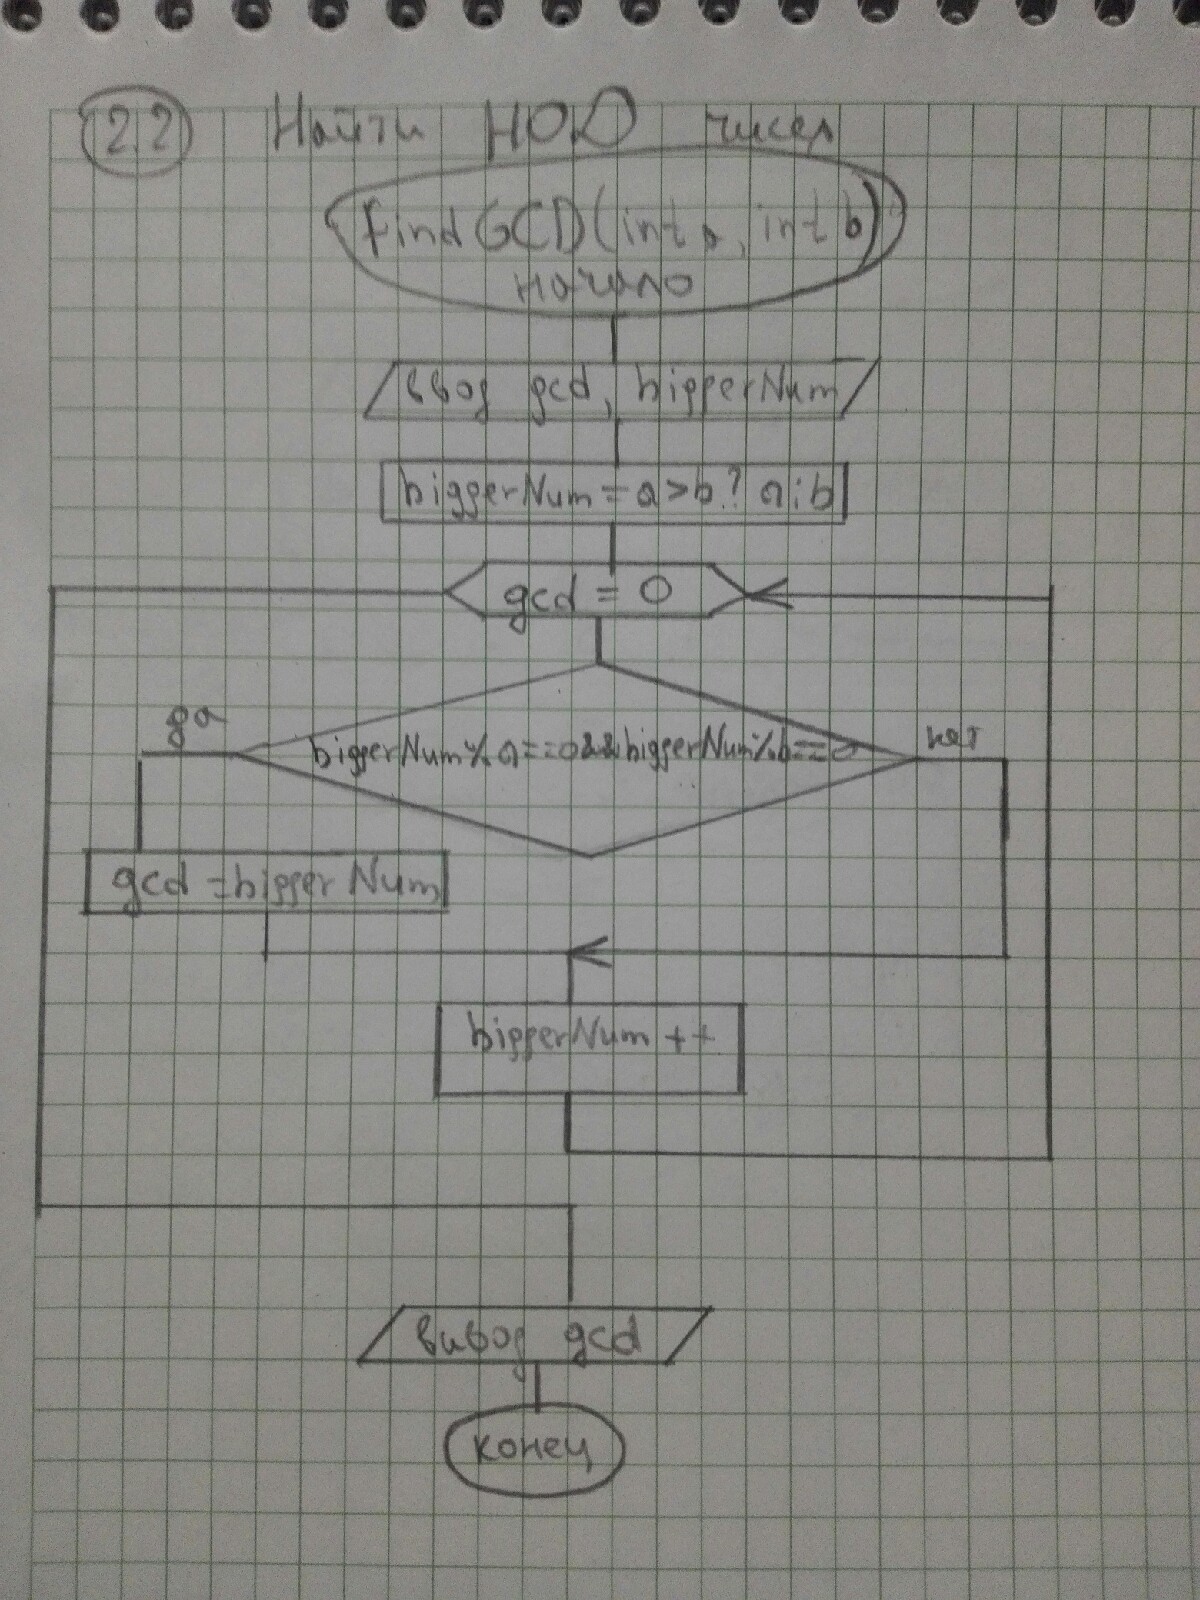 2.2 Найти НОД чисел
findGCD(int a, int b)
начало
ввод gcd, biggerNum
biggerNum = a>b? a:b
gcd = 0
да
нет
biggerNum%a==0&&biggerNum%b==0
gcd =biggerNum
biggerNum ++
вивод gcd
конец